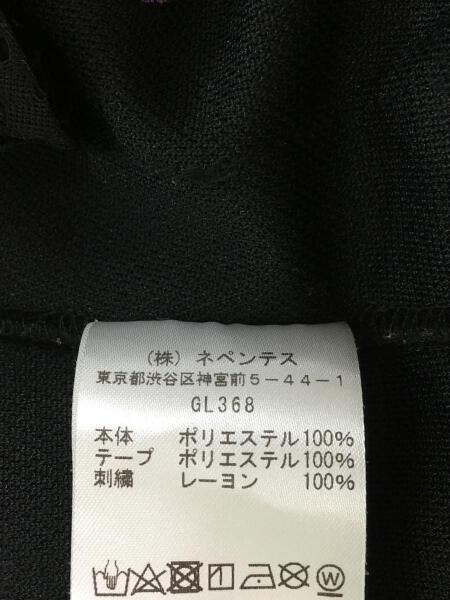 (株) ネペンテス
東京都渋谷区神宮前5-44-1
GL368
本体 ポリエステル100%
テープ ポリエステル100%
刺繡 レーヨン 100%
W